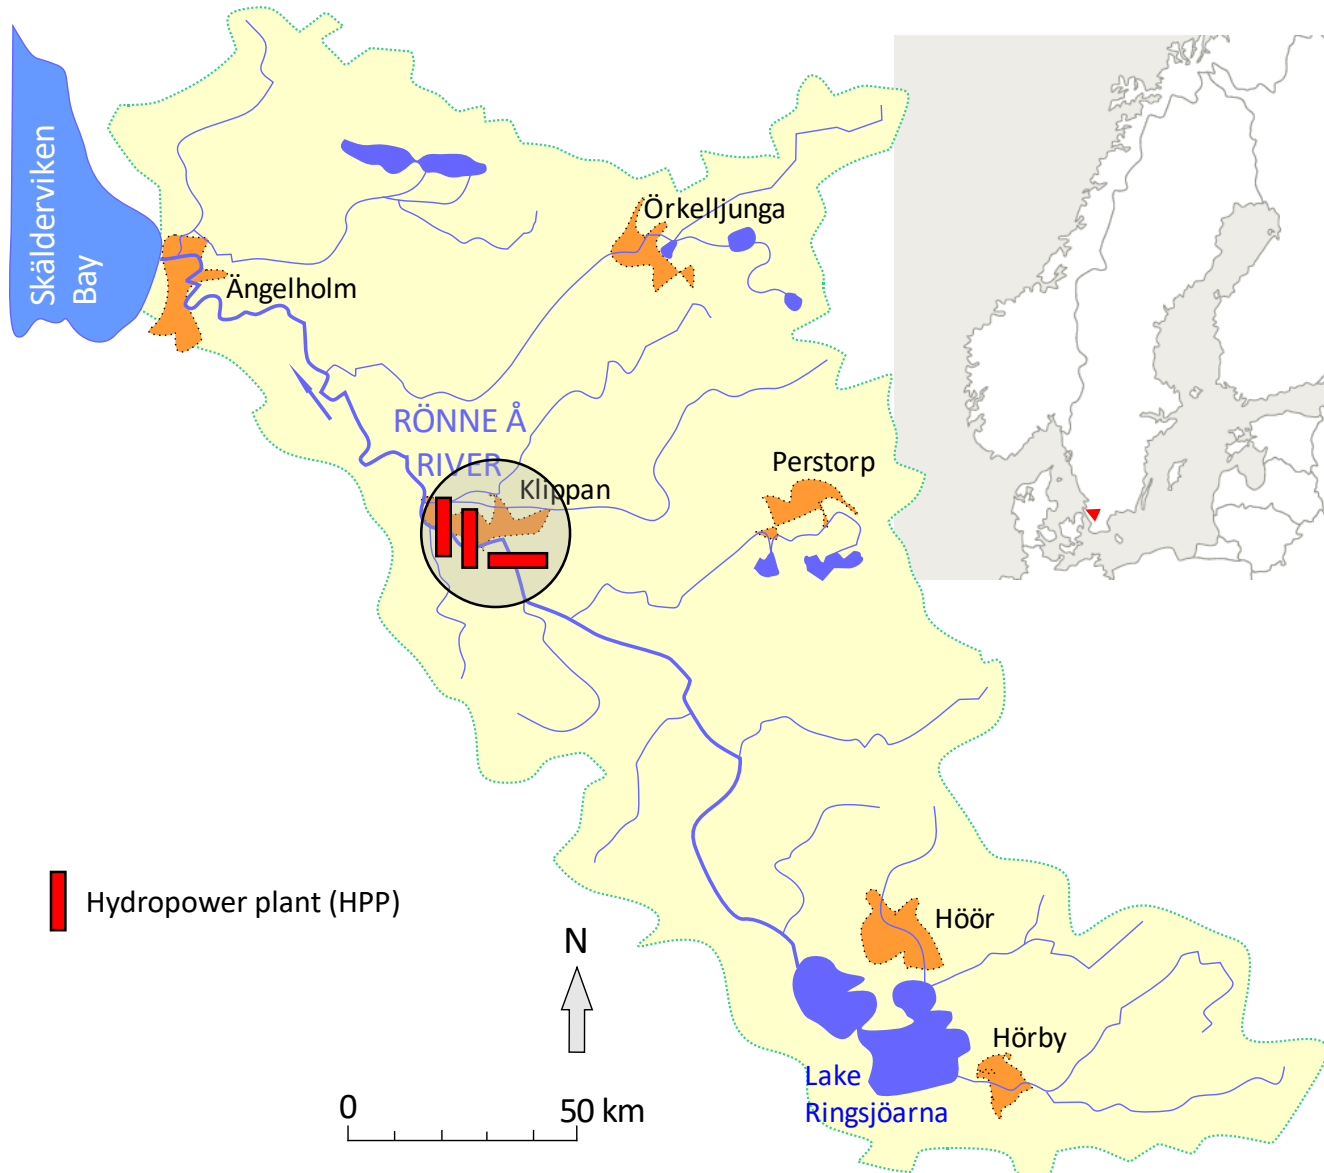 Skälderviken
Bay
Örkelljunga
Ängelholm
RÖNNE Å
RIVER
Klippan
Perstorp
Hydropower plant (HPP)
N
Höör
Hörby
Lake
Ringsjöarna
0
50 km